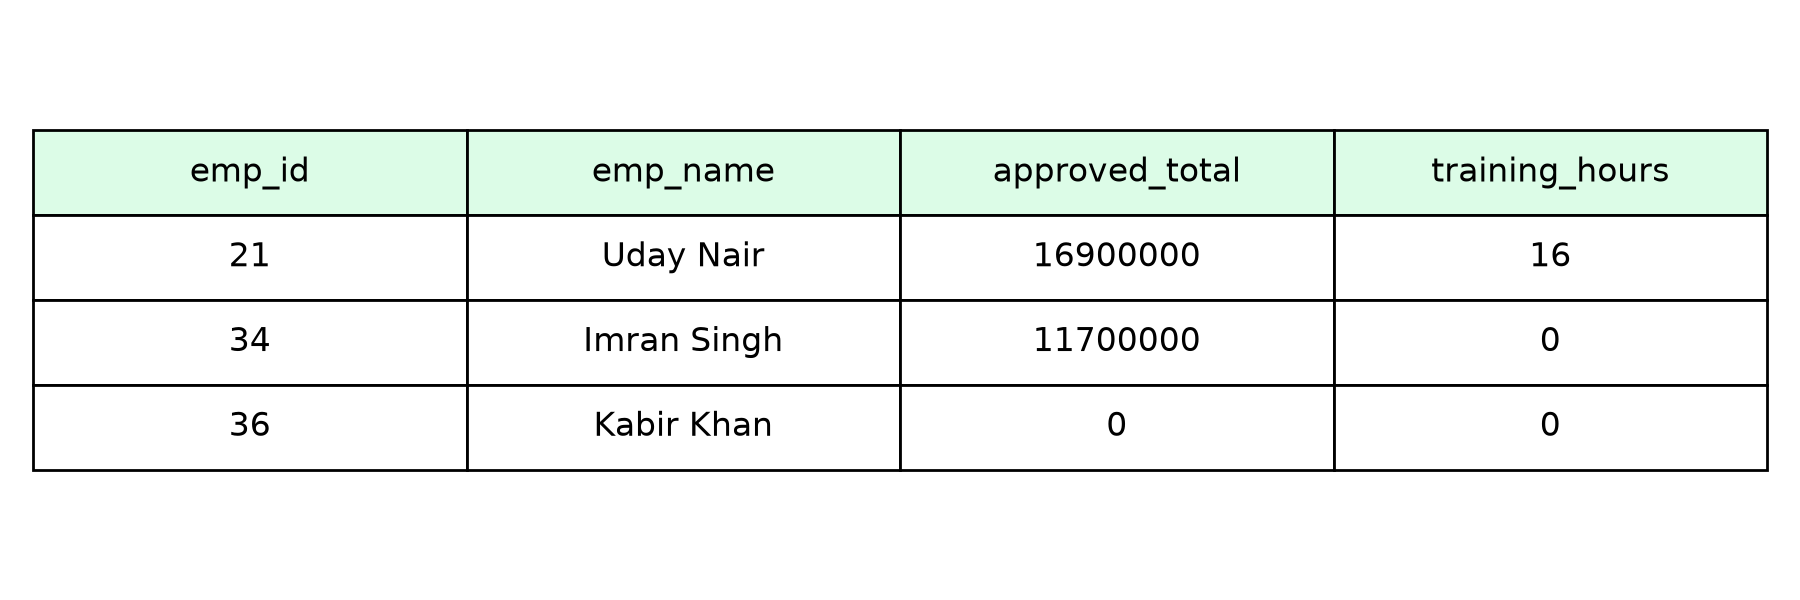 emp_id emp_name approved_total training_hours
21 Uday Nair 16900000 16
34 Imran Singh 11700000 0
36 Kabir Khan 0 0